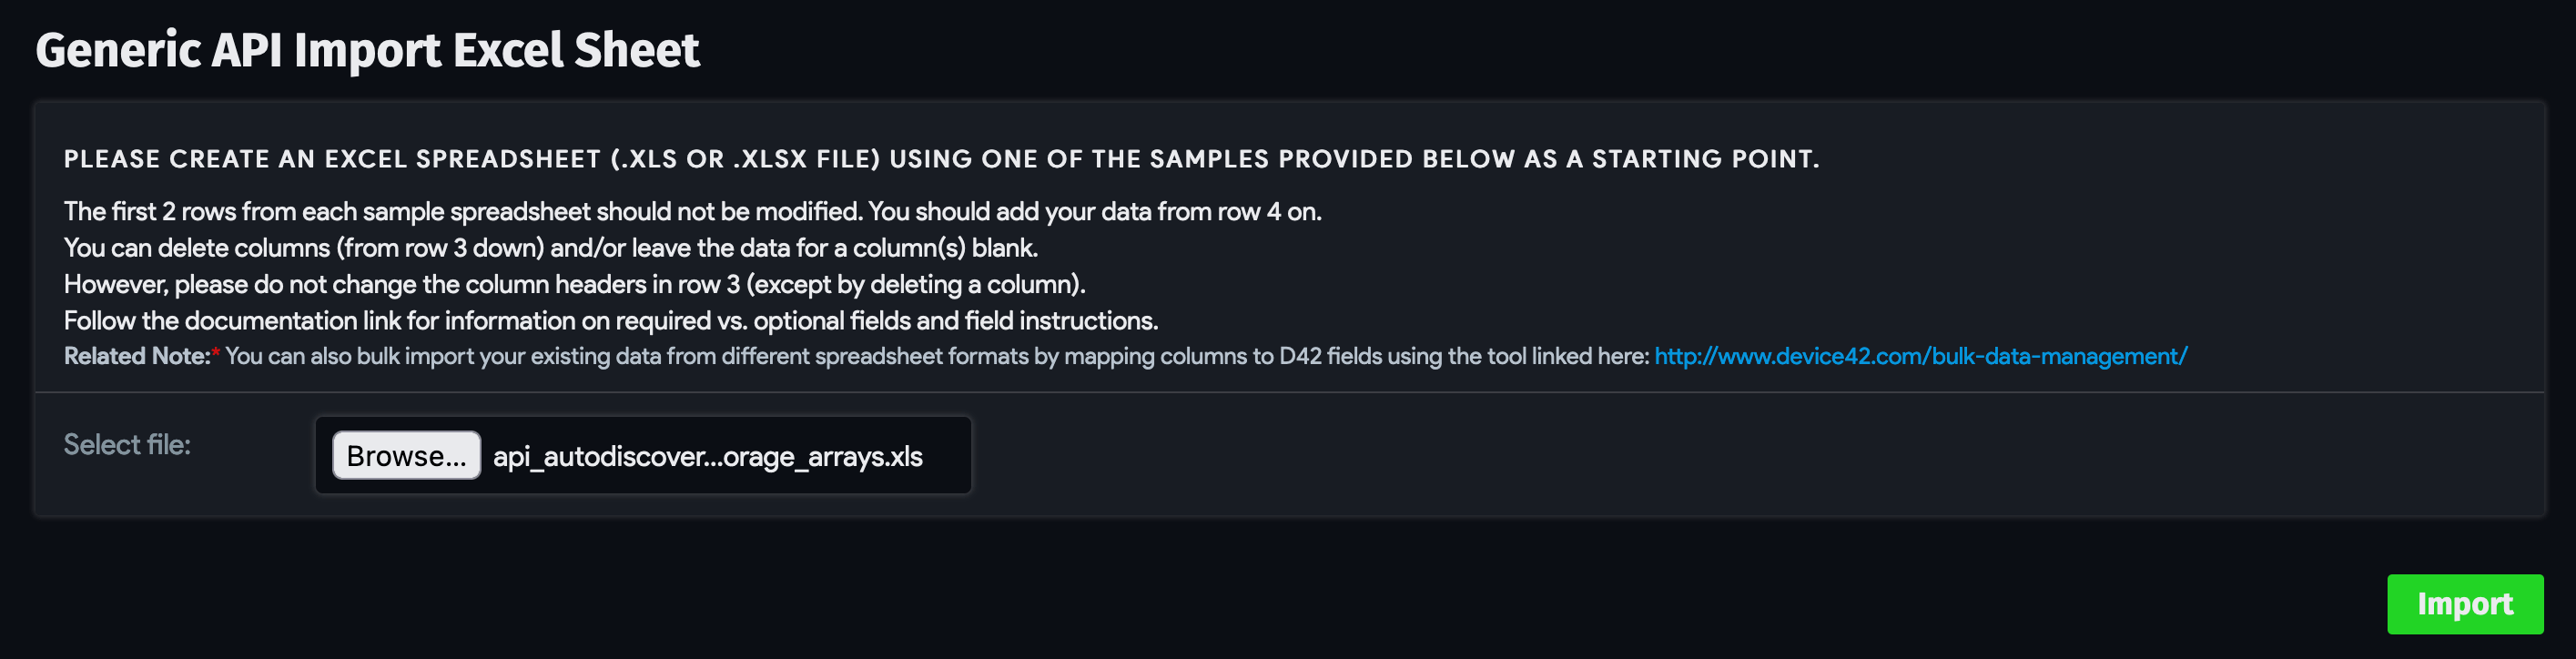 Generic API Import Excel Sheet
PLEASE CREATE AN EXCEL SPREADSHEET (.XLS OR .XLSX FILE) USING ONE OF THE SAMPLES PROVIDED BELOW AS A STARTING POINT.
The first 2 rows from each sample spreadsheet should not be modified. You should add your data from row 4 on.
You can delete columns (from row 3 down) and/or leave the data for a column(s) blank.
However, please do not change the column headers in row 3 (except by deleting a column).
Follow the documentation link for information on required vs. optional fields and field instructions.
Related Note:* You can also bulk import your existing data from different spreadsheet formats by mapping columns to D42 fields using the tool linked here: http://www.device42.com/bulk-data-management/
Select file: Browse... api_autodiscover...orage_arrays.xls
Import